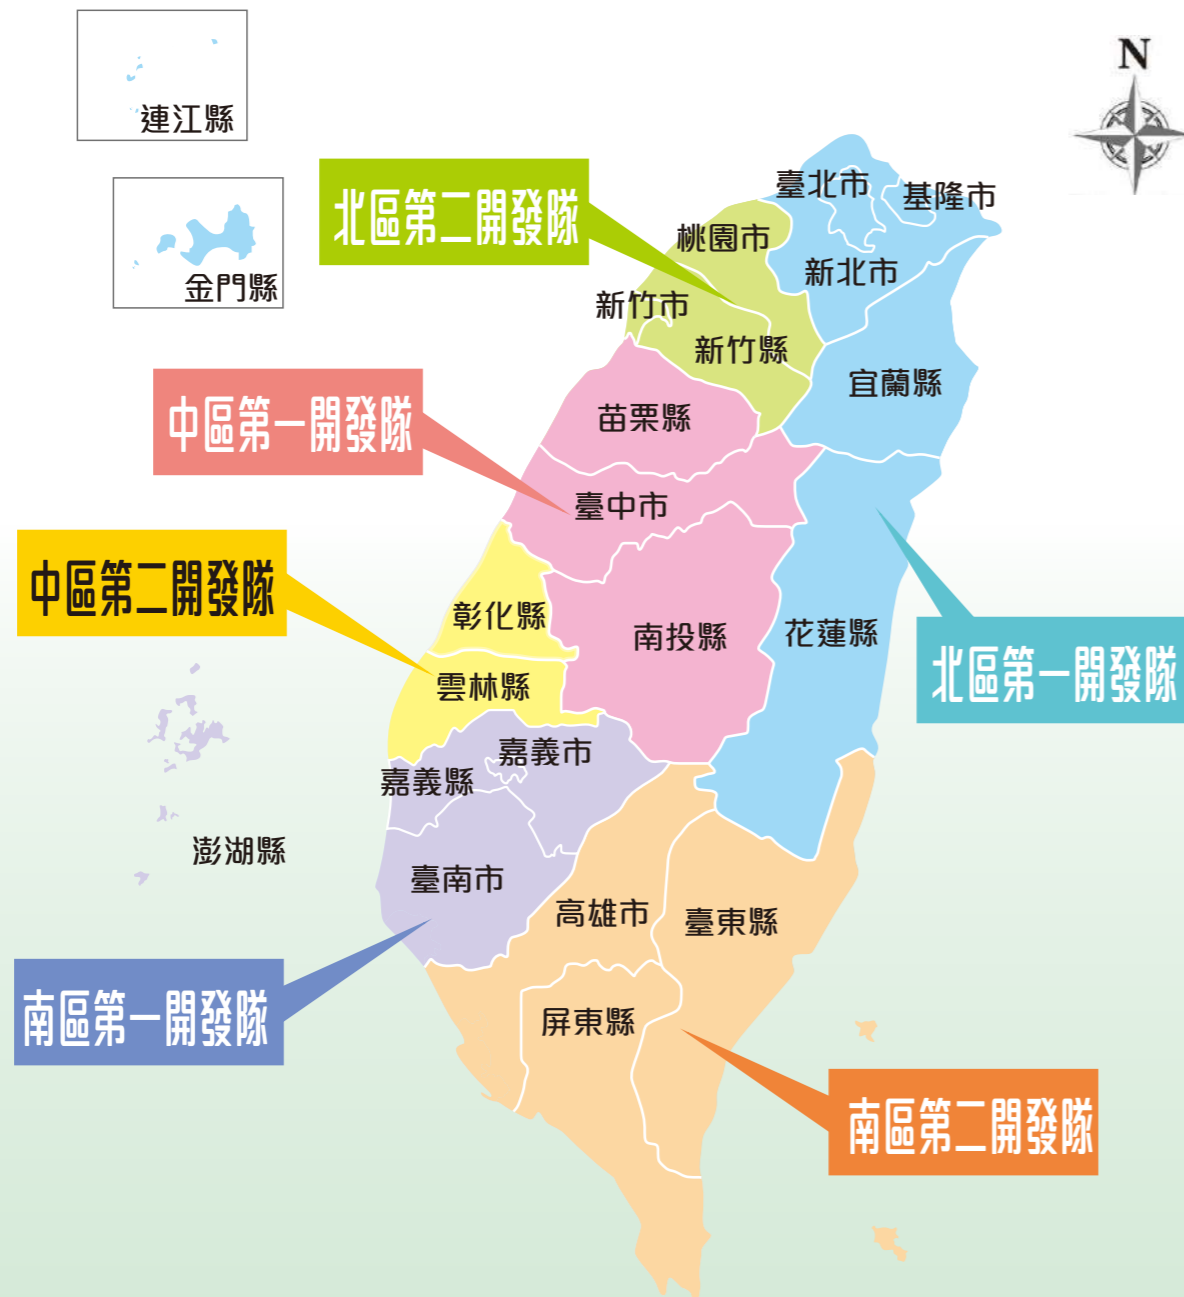 N
連江縣
臺北市
基隆市
北區第二開發隊
桃園市
新北市
金門縣
新竹市
新竹縣
宜蘭縣
苗栗縣
中區第一開發隊
臺中市
中區第二開發隊
彰化縣
南投縣
花蓮縣
北區第一開發隊
雲林縣
嘉義市
嘉義縣
澎湖縣
臺南市
高雄市
臺東縣
南區第一開發隊
屏東縣
南區第二開發隊